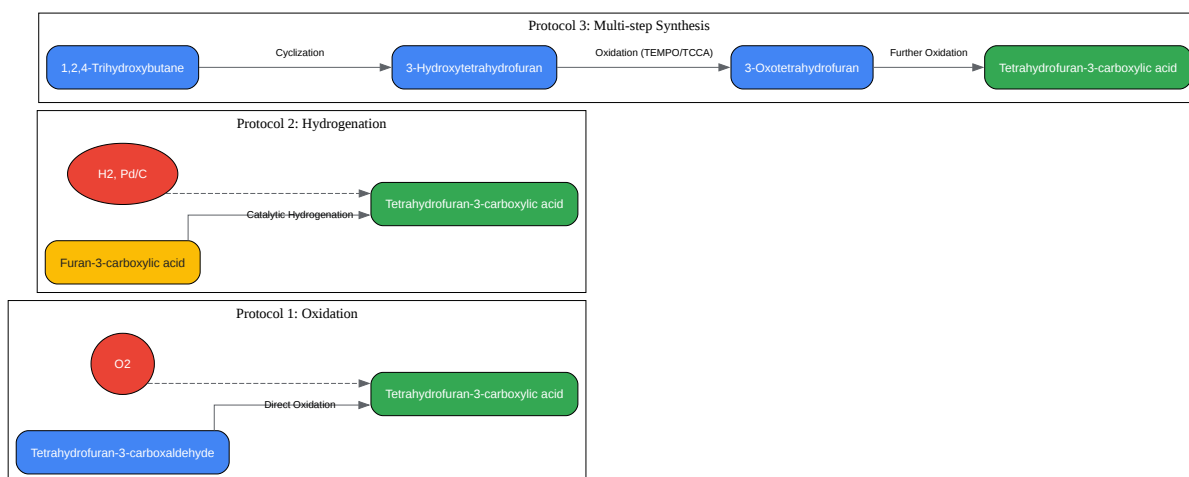 Protocol 3: Multi-step Synthesis
1,2,4-Trihydroxybutane
Cyclization
3-Hydroxytetrahydrofuran
Oxidation (TEMPO/TCCA)
3-Oxotetrahydrofuran
Further Oxidation
Tetrahydrofuran-3-carboxylic acid
Protocol 2: Hydrogenation
H2, Pd/C
Tetrahydrofuran-3-carboxylic acid
Catalytic Hydrogenation
Furan-3-carboxylic acid
Protocol 1: Oxidation
O2
Tetrahydrofuran-3-carboxylic acid
Direct Oxidation
Tetrahydrofuran-3-carboxaldehyde